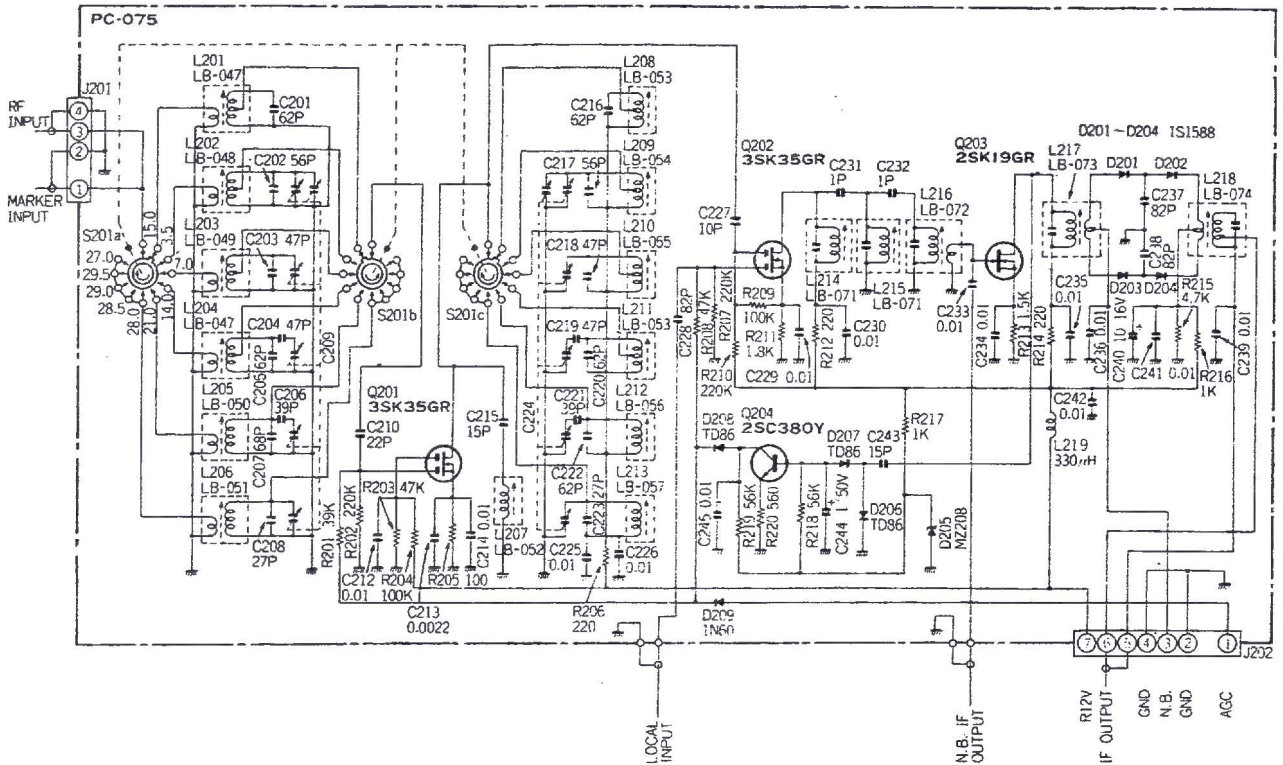 PC-075
J201
RF
INPUT
4
3
2
1
MARKER
INPUT
S201a
15.0
3.5
7.0
14.0
21.0
28.0
28.5
29.0
29.5
27.0
L201
LB-047
C201
62P
L202
LB-048
C202 56P
L203
LB-049
C203 47P
L204
LB-047
C204 47P
62P
C209
L205
LB-050
C206
39P
68P
C207
L206
LB-051
C208
27P
S201b
S201c
Q201
3SK35GR
C210
22P
R201 39K
R202 220K
R203 47K
C212
0.01
R204
100K
C213
0.0022
R205 100
C214 0.01
C215
15P
L207
LB-052
L208
LB-053
C216
62P
L209
LB-054
C217 56P
L210
LB-055
C218 47P
L211
LB-053
C219 47P
C220 62P
L212
LB-056
C221
39P
C222
62P
C224
L213
LB-057
C223 27P
C225
0.01
C226
0.01
R206
220
Q202
3SK35GR
C227
10P
C228 82P
R208 47K
R207 220K
R209
100K
R210
220K
R211
1.8K
C229 0.01
R212 220
C230
0.01
C231
1P
C232
1P
L214
LB-071
L215
LB-071
L216
LB-072
C233
0.01
Q203
2SK19GR
C234 0.01
R213 1.5K
R214 220
C235
0.01
C236 0.01
L217
LB-073
D201~D204 IS1588
D201
D202
C237
82P
C238
82P
D203
D204
L218
LB-074
R215
4.7K
C240 10 16V
C241
0.01
R216
1K
C239 0.01
C242
0.01
L219
330μH
Q204
2SC380Y
D208
TD86
D207
TD86
C243
15P
R217
1K
C245 0.01
R219 56K
R220 560
R218 56K
C244 1 50V
D206
TD86
D205
MZ208
D209
1N60
7
6
5
4
3
2
1
J202
LOCAL
INPUT
N.B. IF
OUTPUT
R12V
IF OUTPUT
GND
N.B.
GND
AGC